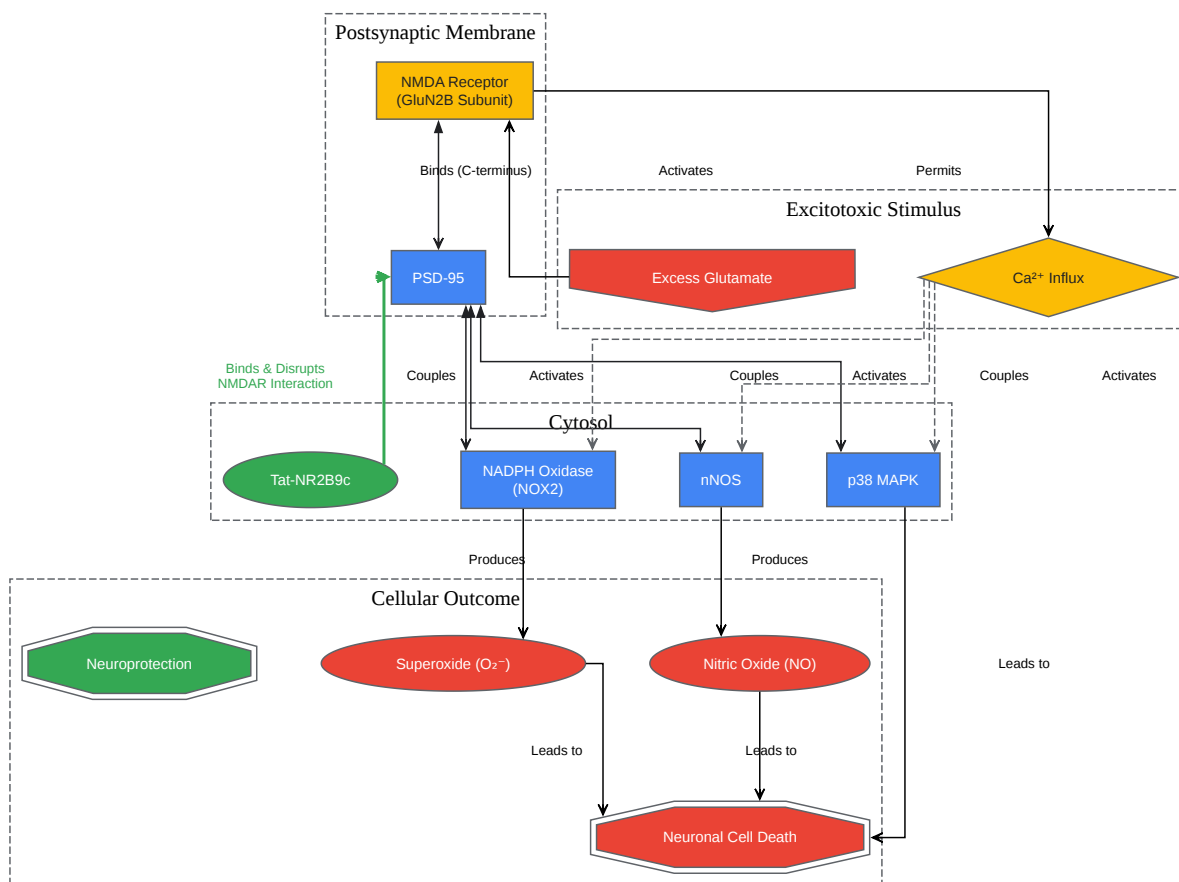 Postsynaptic Membrane
NMDA Receptor
(GluN2B Subunit)
Binds (C-terminus)
Activates
Permits
Excitotoxic Stimulus
PSD-95
Excess Glutamate
Ca²⁺ Influx
Binds & Disrupts
NMDAR Interaction
Couples
Activates
Couples
Activates
Couples
Activates
Cytosol
Tat-NR2B9c
NADPH Oxidase
(NOX2)
nNOS
p38 MAPK
Produces
Produces
Cellular Outcome
Neuroprotection
Superoxide (O₂⁻)
Nitric Oxide (NO)
Leads to
Leads to
Leads to
Neuronal Cell Death